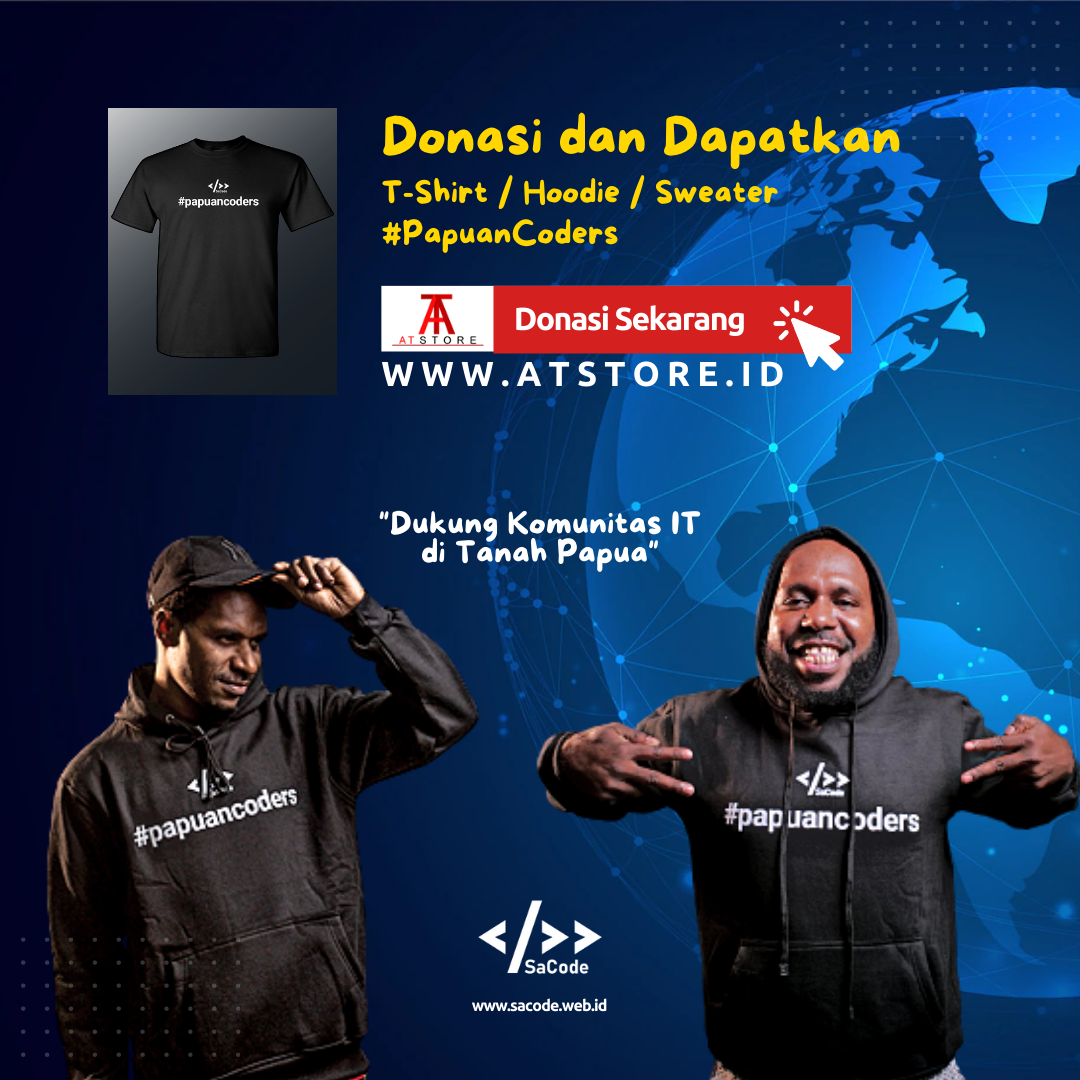 </>>
SaCode
#papuancoders
Donasi dan Dapatkan
T-Shirt / Hoodie / Sweater
#PapuanCoders
AT STORE
Donasi Sekarang
WWW.ATSTORE.ID
"Dukung Komunitas IT
di Tanah Papua"
</>>
#papuancoders
</>>
SaCode
#papuancoders
</>>
SaCode
www.sacode.web.id